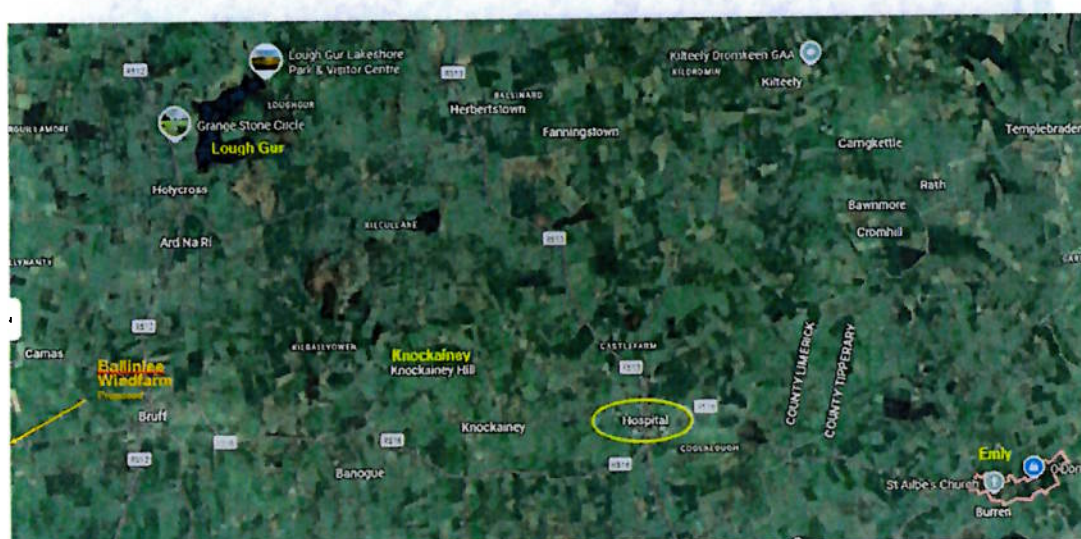 Lough Gur Lakeshore
Park & Visitor Centre
Kilteely Dromkeen GAA
KILDROMIN
Kilteely
R512
R513
LOUGHGUR
BALLINARD
Herbertstown
Grange Stone Circle
Fanningstown
Lough Gur
Carrigkettle
Templebraden
Holycross
Rath
Bawnmore
KILCULLANE
Cromhill
Ard Na Ri
R513
R512
Camas
KILBALLYOWEN
Knockainey
Knockainey Hill
CASTLEFARM
R513
COUNTY LIMERICK
COUNTY TIPPERARY
Ballinlee
Windfarm
Proposed
Bruff
Hospital
R516
Knockainey
R516
R516
COOLALOUGH
R512
Banogue
R516
Emly
St Ailbe's Church
O'Don
Burren